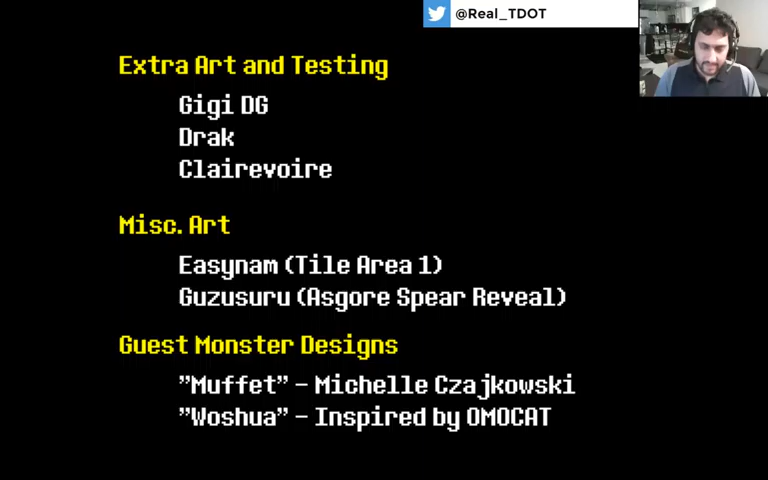 @Real_TDOT
Extra Art and Testing
Gigi DG
Drak
Clairevoire
Misc. Art
Easynam (Tile Area 1)
Guzusuru (Asgore Spear Reveal)
Guest Monster Designs
"Muffet" - Michelle Czajkowski
"Woshua" - Inspired by OMOCAT